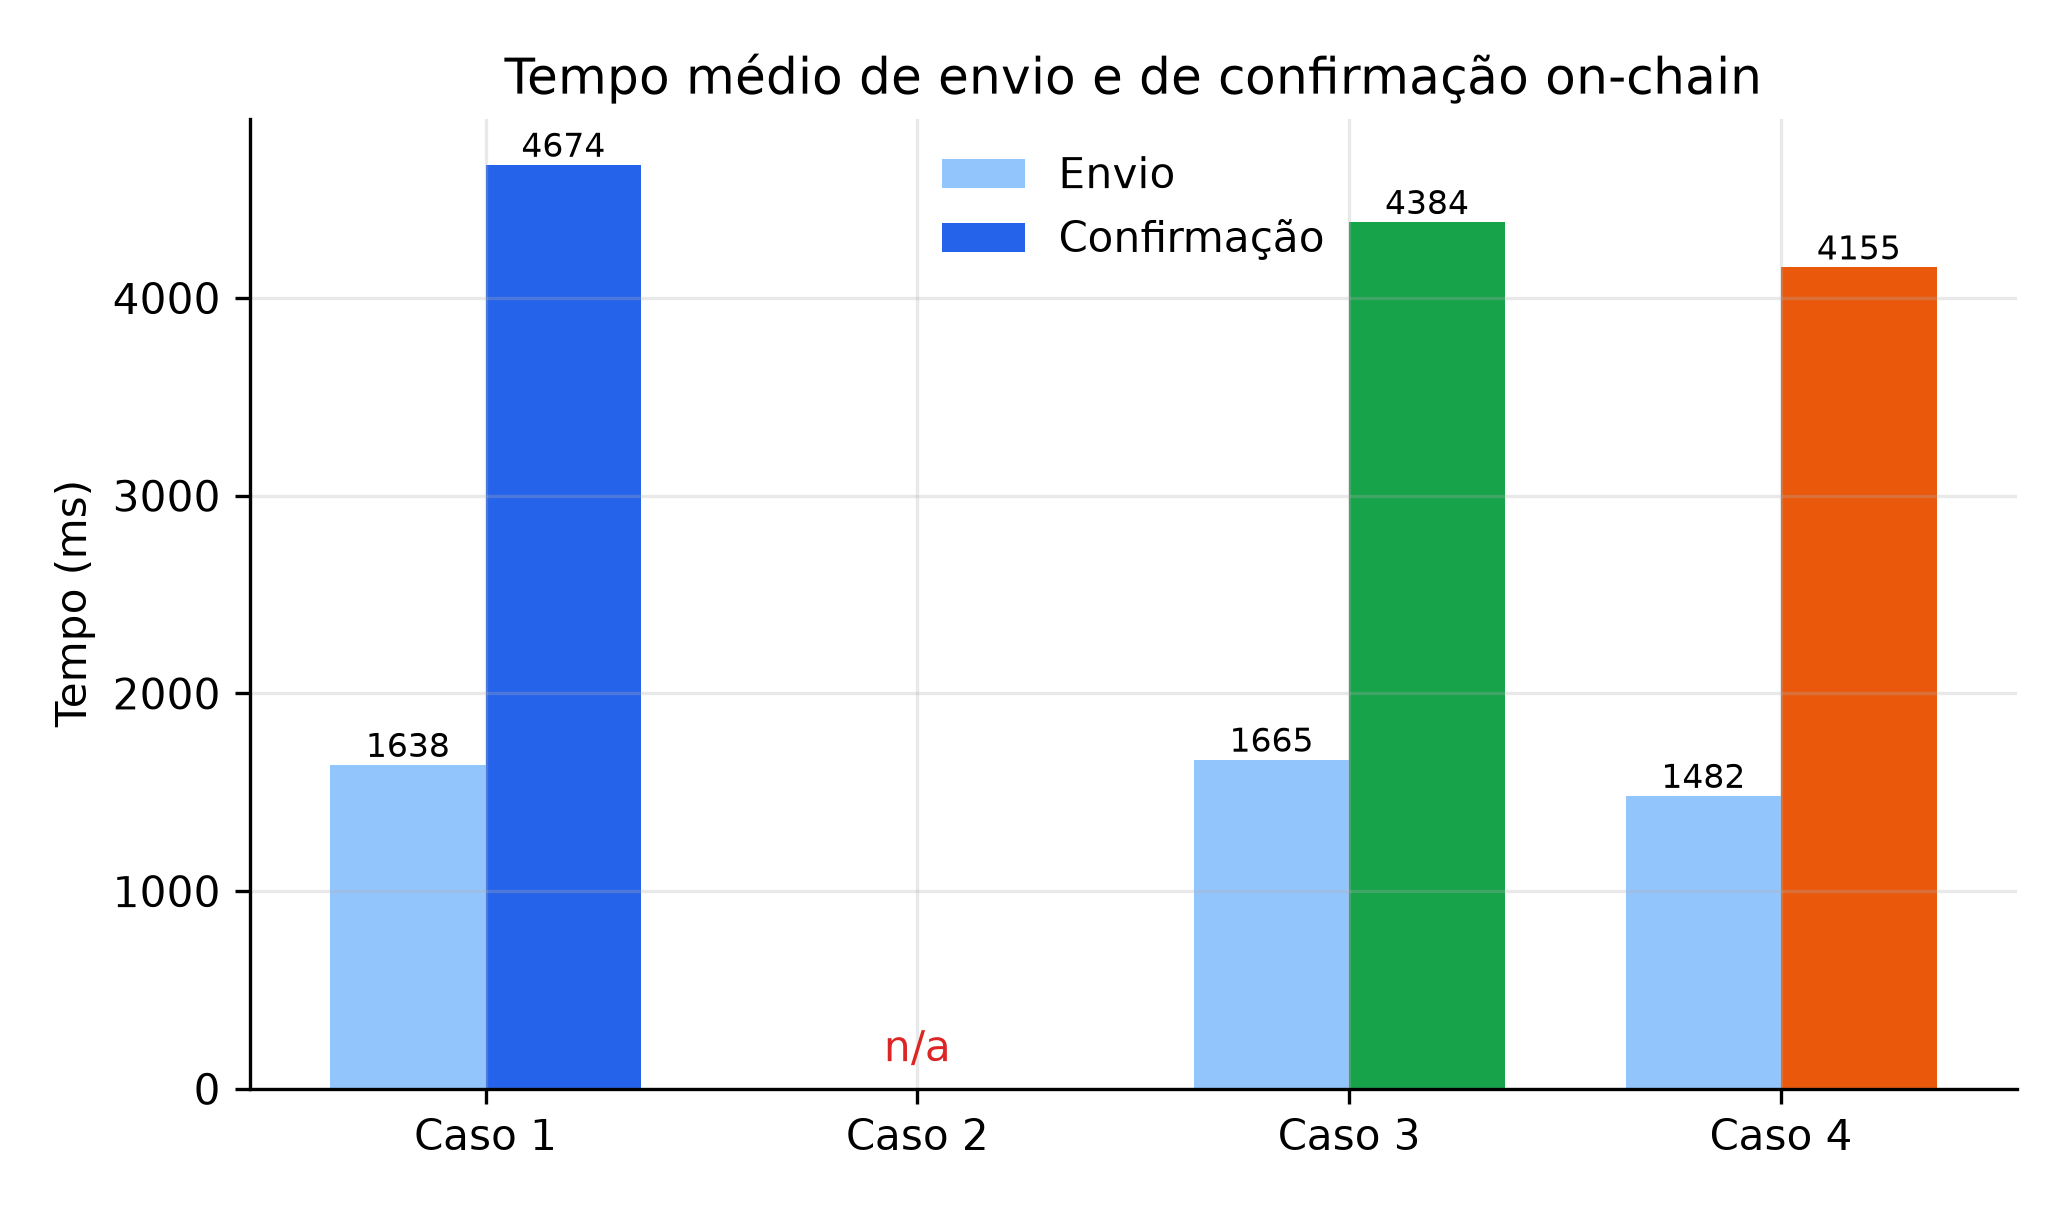 Tempo médio de envio e de confirmação on-chain
Envio
Confirmação
Tempo (ms)
4000
3000
2000
1000
0
1638
4674
n/a
1665
4384
1482
4155
Caso 1
Caso 2
Caso 3
Caso 4